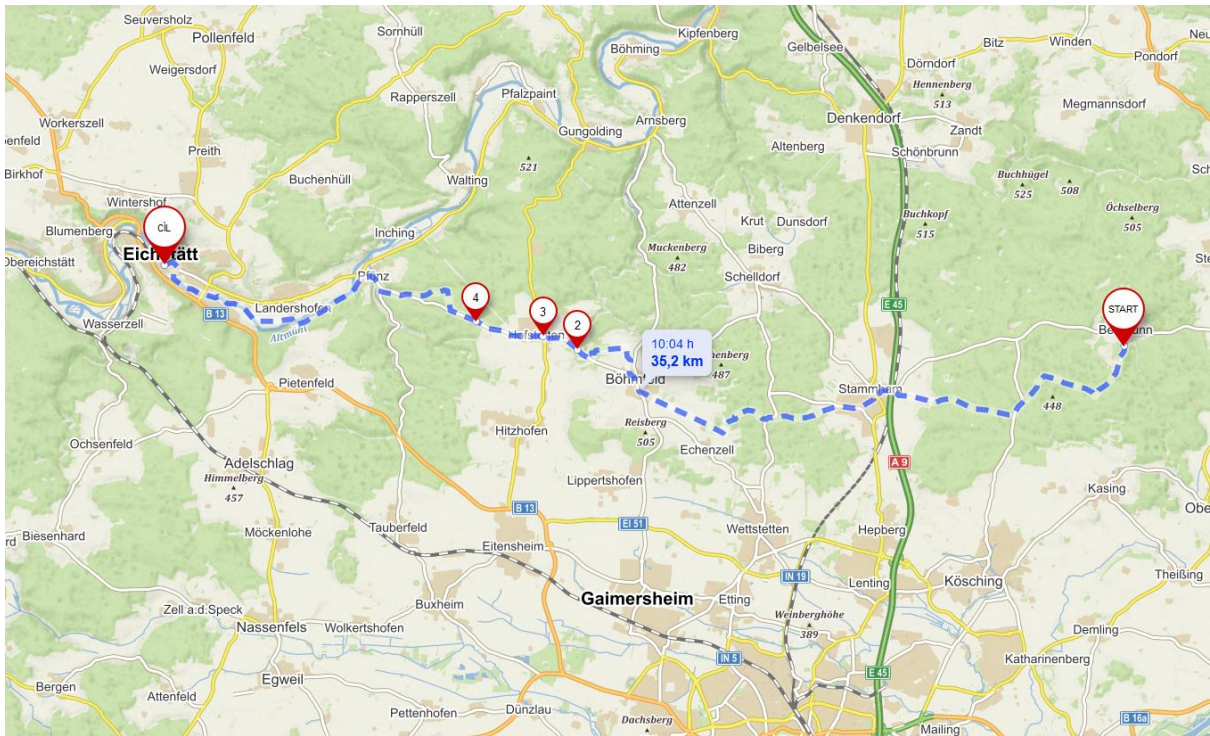 Seuversholz
Pollenfeld
Weigersdorf
Sornhüll
Böhming
Kipfenberg
Gelbelsee
Bitz
Winden
Pondorf
Dörndorf
Hennenberg
513
Megmannsdorf
Rapperszell
Pfalzpaint
Gungolding
Arnsberg
Denkendorf
Zandt
Schönbrunn
Altenberg
Workerszell
Preith
Birkhof
Buchenhüll
521
Walting
Buchhügel
525
508
Attenzell
Wintershof
Blumenberg
CÍL
Eichstätt
Inching
Krut
Dunsdorf
Buchkopf
515
Öchselberg
505
Muckenberg
482
Biberg
Obereichstätt
Schelldorf
Pfünz
Landershofen
B 13
Altmühl
Wasserzell
4
3
2
Hofstetten
E 45
START
10:04 h
35,2 km
487
Böhmfeld
Stammham
448
Pietenfeld
Reisberg
505
Hitzhofen
Echenzell
Ochsenfeld
Adelschlag
Himmelberg
457
Lippertshofen
A 9
Kasing
B 13
EI 51
Biesenhard
Möckenlohe
Tauberfeld
Eitensheim
Wettstetten
Hepberg
IN 19
Lenting
Kösching
Theißing
Zell a.d.Speck
Buxheim
Gaimersheim
Etting
Weinberghöhe
389
Nassenfels
Wolkertshofen
Demling
IN 5
E 45
Katharinenberg
Bergen
Attenfeld
Egweil
Pettenhofen
Dünzlau
Dachsberg
Mailing
B 16a